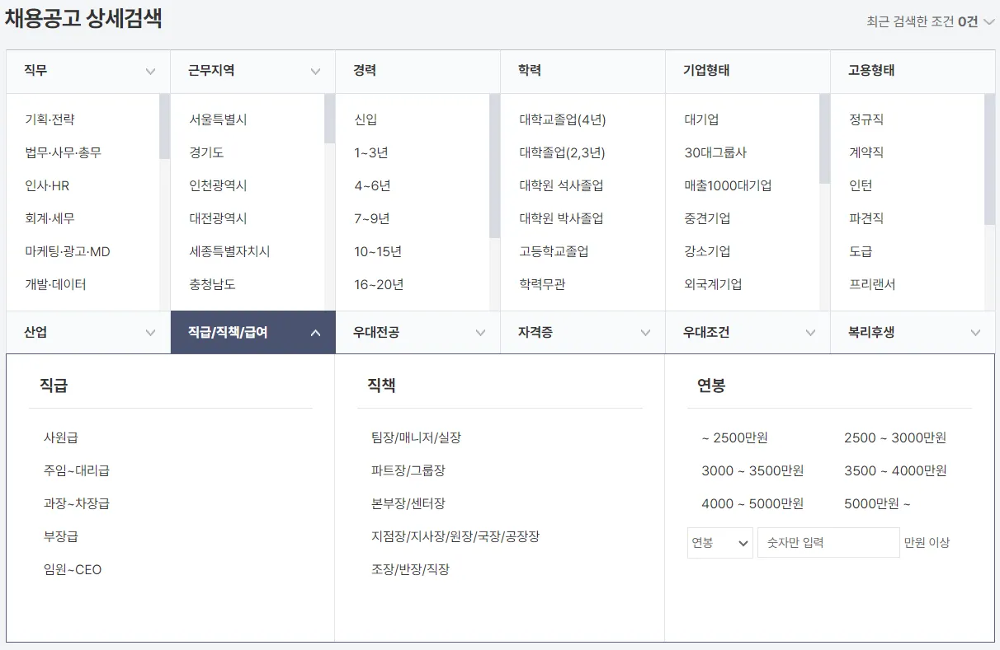 채용공고 상세검색
최근 검색한 조건 0건
직무
근무지역
경력
학력
기업형태
고용형태
기획·전략
법무·사무·총무
인사·HR
회계·세무
마케팅·광고·MD
개발·데이터
서울특별시
경기도
인천광역시
대전광역시
세종특별자치시
충청남도
신입
1~3년
4~6년
7~9년
10~15년
16~20년
대학교졸업(4년)
대학졸업(2,3년)
대학원 석사졸업
대학원 박사졸업
고등학교졸업
학력무관
대기업
30대그룹사
매출1000대기업
중견기업
강소기업
외국계기업
정규직
계약직
인턴
파견직
도급
프리랜서
산업
직급/직책/급여
우대전공
자격증
우대조건
복리후생
직급
사원급
주임~대리급
과장~차장급
부장급
임원~CEO
직책
팀장/매니저/실장
파트장/그룹장
본부장/센터장
지점장/지사장/원장/국장/공장장
조장/반장/직장
연봉
~ 2500만원
2500 ~ 3000만원
3000 ~ 3500만원
3500 ~ 4000만원
4000 ~ 5000만원
5000만원 ~
연봉
숫자만 입력
만원 이상